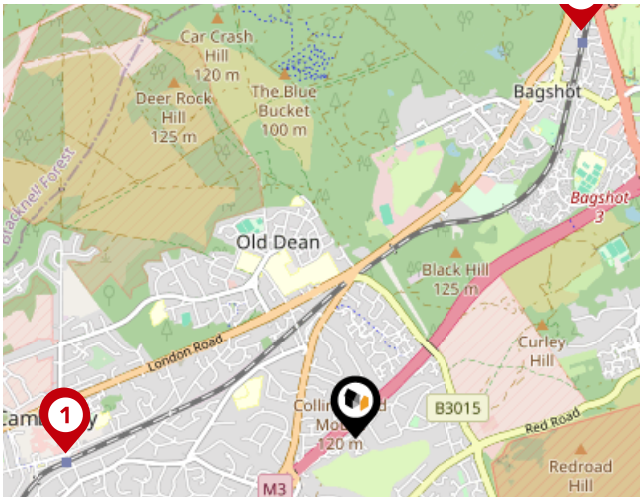 Car Crash
Hill
120 m
The Blue
Bucket
100 m
Deer Rock
Hill
125 m
Bagshot
Bracknell Forest
Bagshot
3
Old Dean
Black Hill
125 m
London Road
Curley
Hill
B3015
120 m
1
Red Road
Redroad
Hill
M3